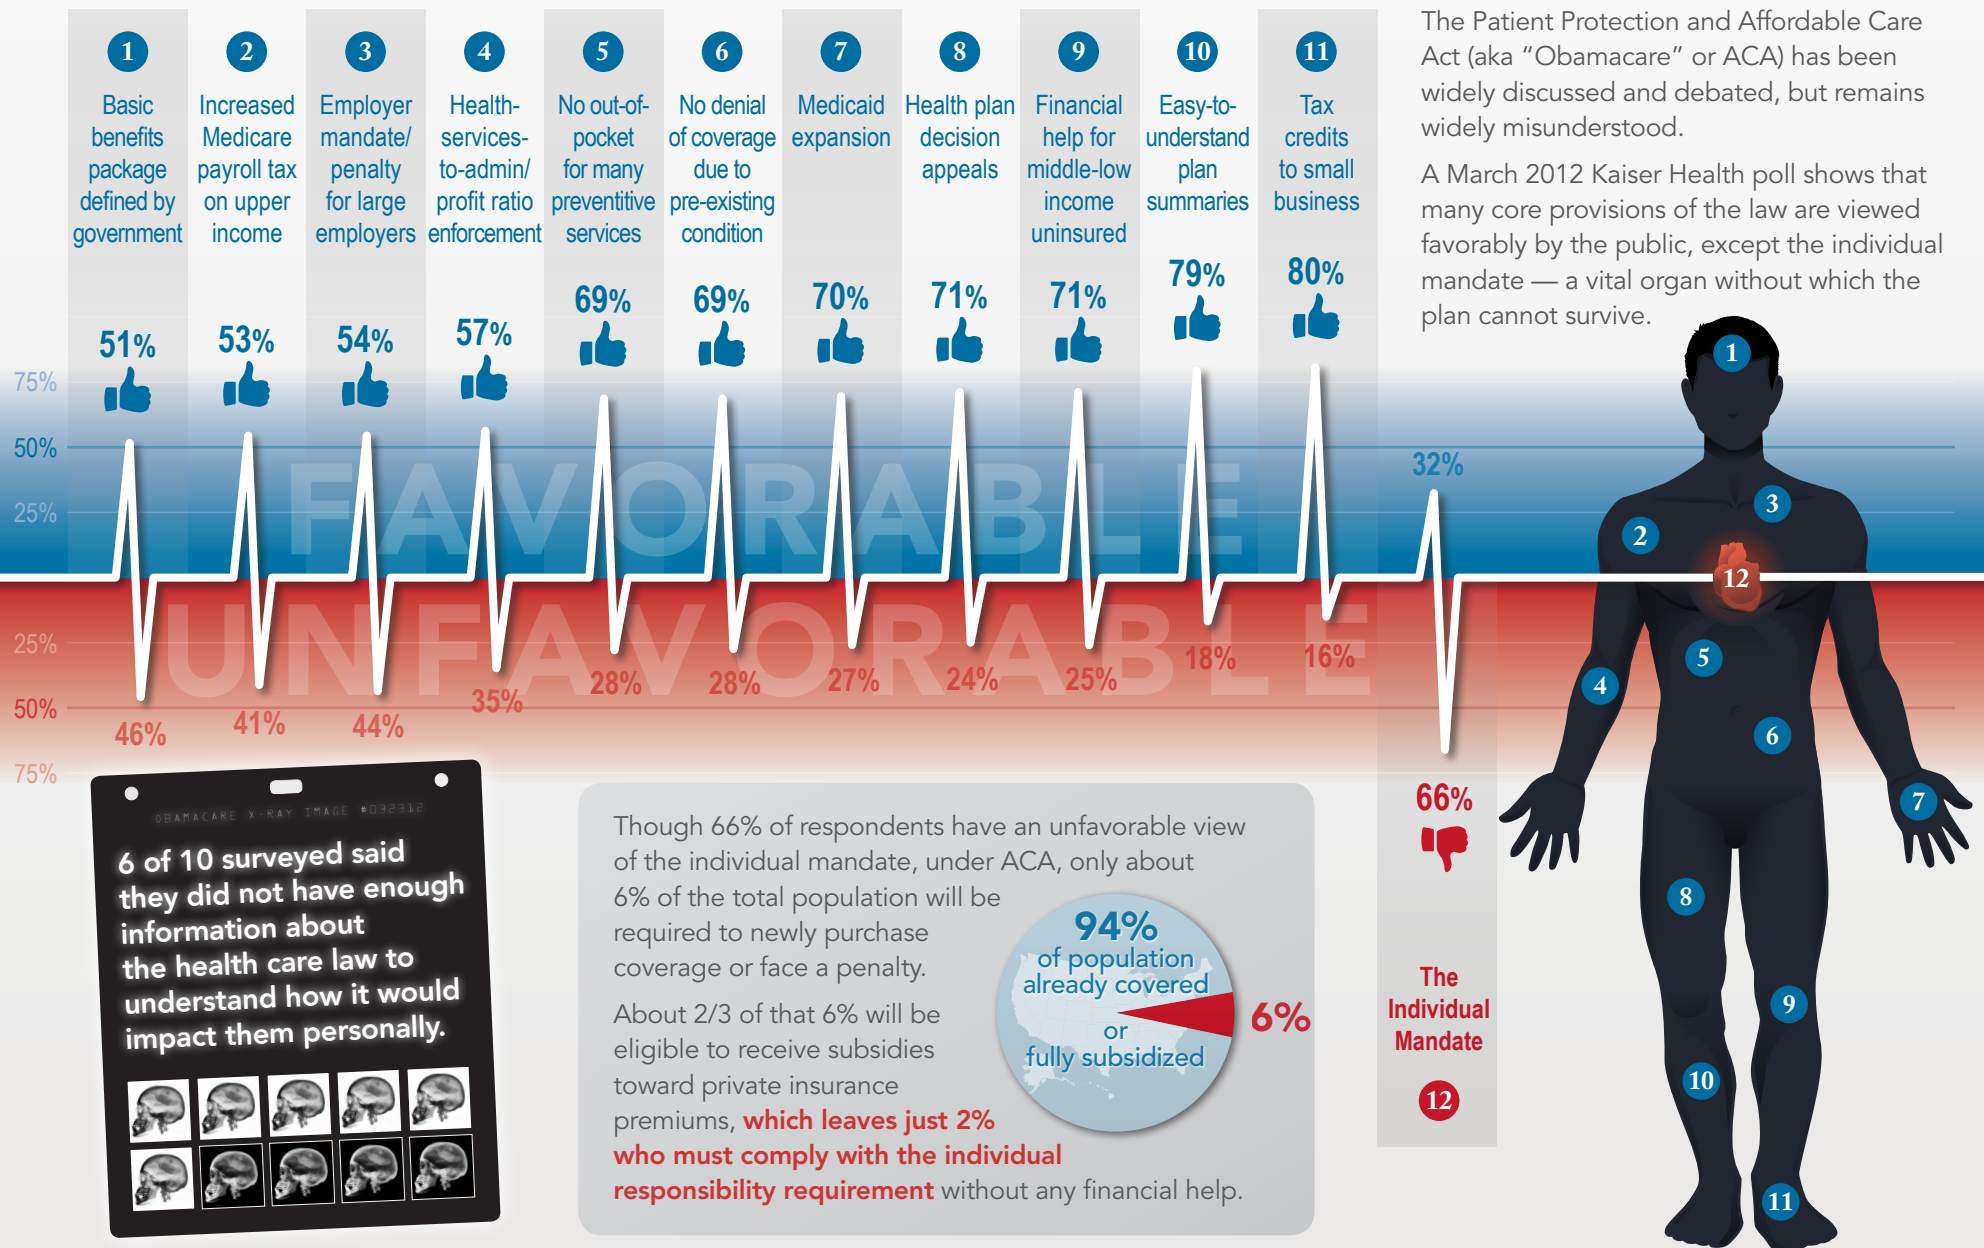 1
Basic
benefits
package
defined by
government
51%
2
Increased
Medicare
payroll tax
on upper
income
53%
3
Employer
mandate/
penalty
for large
employers
54%
4
Health-
services-
to-admin/
profit ratio
enforcement
57%
5
No out-of-
pocket
for many
preventitive
services
69%
6
No denial
of coverage
due to
pre-existing
condition
69%
7
Medicaid
expansion
70%
8
Health plan
decision
appeals
71%
9
Financial
help for
middle-low
income
uninsured
71%
10
Easy-to-
understand
plan
summaries
79%
11
Tax
credits
to small
business
80%
The Patient Protection and Affordable Care
Act (aka “Obamacare” or ACA) has been
widely discussed and debated, but remains
widely misunderstood.
A March 2012 Kaiser Health poll shows that
many core provisions of the law are viewed
favorably by the public, except the individual
mandate — a vital organ without which the
plan cannot survive.
75%
50%
25%
25%
50%
75%
FAVORABLE
UNFAVORABLE
32%
46%
41%
44%
35%
28%
28%
27%
24%
25%
18%
16%
66%
The
Individual
Mandate
12
1
2
3
12
4
5
6
7
8
9
10
11
OBAMACARE X-RAY IMAGE #032312
6 of 10 surveyed said
they did not have enough
information about
the health care law to
understand how it would
impact them personally.
Though 66% of respondents have an unfavorable view
of the individual mandate, under ACA, only about
6% of the total population will be
required to newly purchase
coverage or face a penalty.
About 2/3 of that 6% will be
eligible to receive subsidies
toward private insurance
premiums, which leaves just 2%
who must comply with the individual
responsibility requirement without any financial help.
94%
of population
already covered
or
fully subsidized
6%